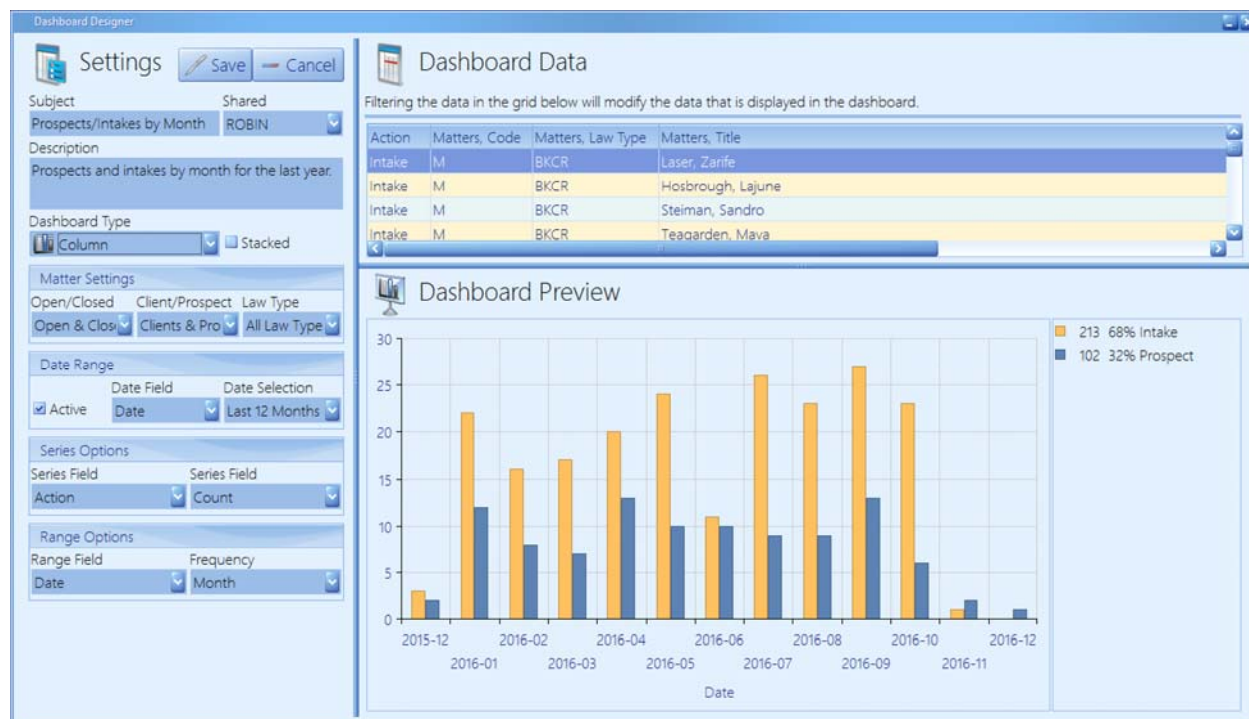 Dashboard Designer
Settings
Save
Cancel
Subject
Shared
Prospects/Intakes by Month
ROBIN
Description
Prospects and intakes by month for the last year.
Dashboard Type
Column
Stacked
Matter Settings
Open/Closed
Client/Prospect
Law Type
Open & Clos
Clients & Pro
All Law Type
Date Range
Date Field
Date Selection
Active
Date
Last 12 Months
Series Options
Series Field
Series Field
Action
Count
Range Options
Range Field
Frequency
Date
Month
Dashboard Data
Filtering the data in the grid below will modify the data that is displayed in the dashboard.
Action Matters, Code Matters, Law Type Matters, Title
Intake M BKCR Laser, Zarife
Intake M BKCR Hosbrough, Lajune
Intake M BKCR Steiman, Sandro
Intake M BKCR Teagarden, Maya
Dashboard Preview
30
25
20
15
10
5
0
2015-12 2016-02 2016-04 2016-06 2016-08 2016-10 2016-12
2016-01 2016-03 2016-05 2016-07 2016-09 2016-11
Date
213 68% Intake
102 32% Prospect